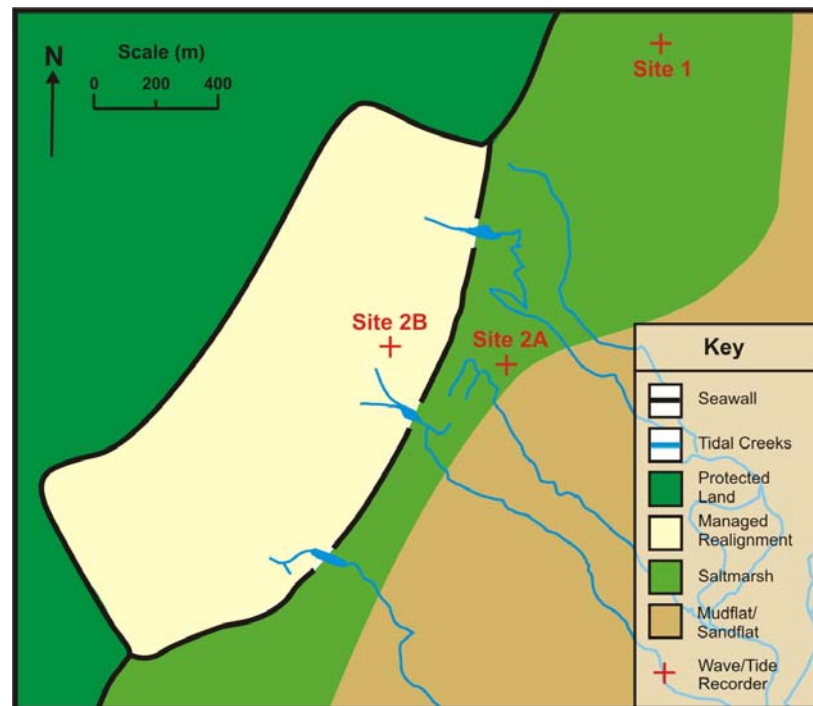 N
Scale (m)
0 200 400
Site 1
Site 2B
Site 2A
Key
Seawall
Tidal Creeks
Protected
Land
Managed
Realignment
Saltmarsh
Mudflat/
Sandflat
Wave/Tide
Recorder